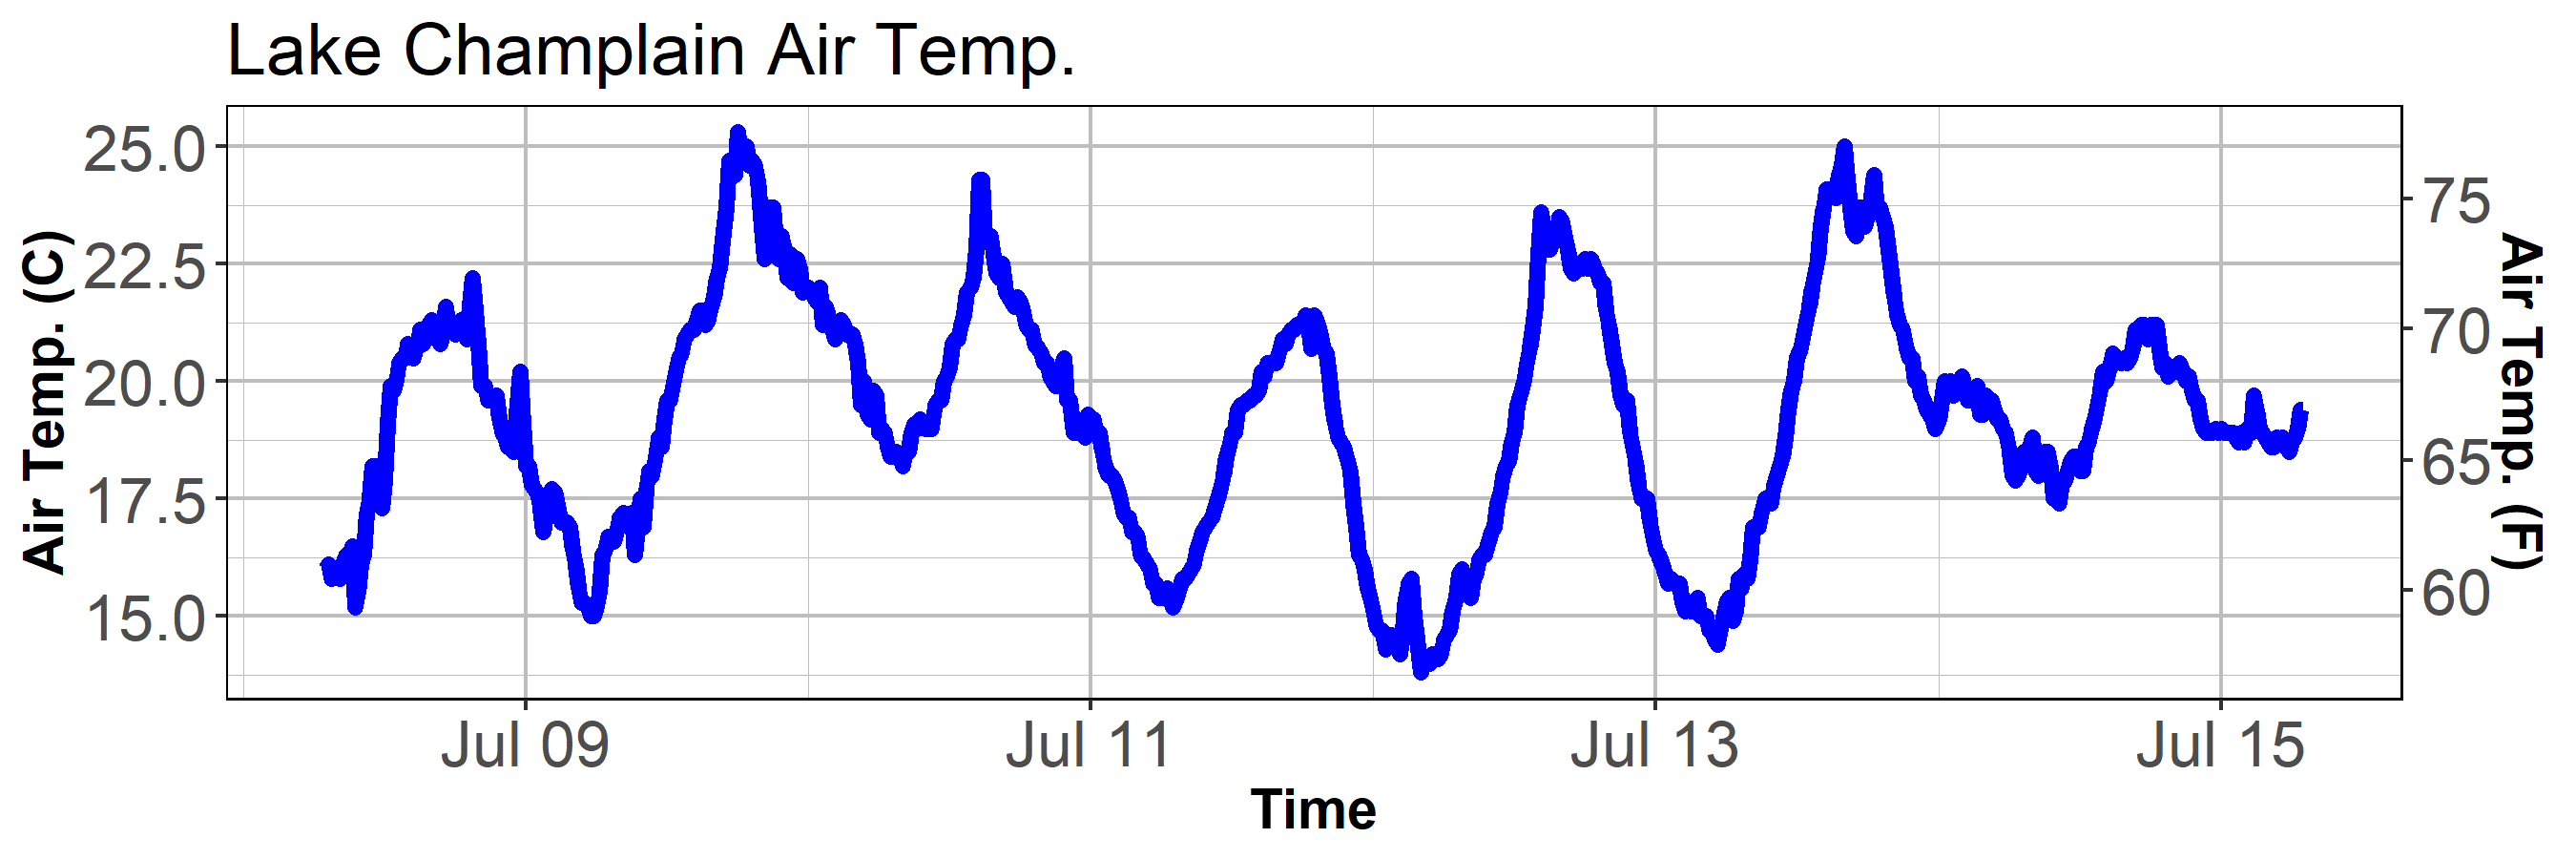 Lake Champlain Air Temp.
25.0
22.5
20.0
17.5
15.0
Air Temp. (C)
75
70
65
60
Air Temp. (F)
Jul 09 Jul 11 Jul 13 Jul 15
Time